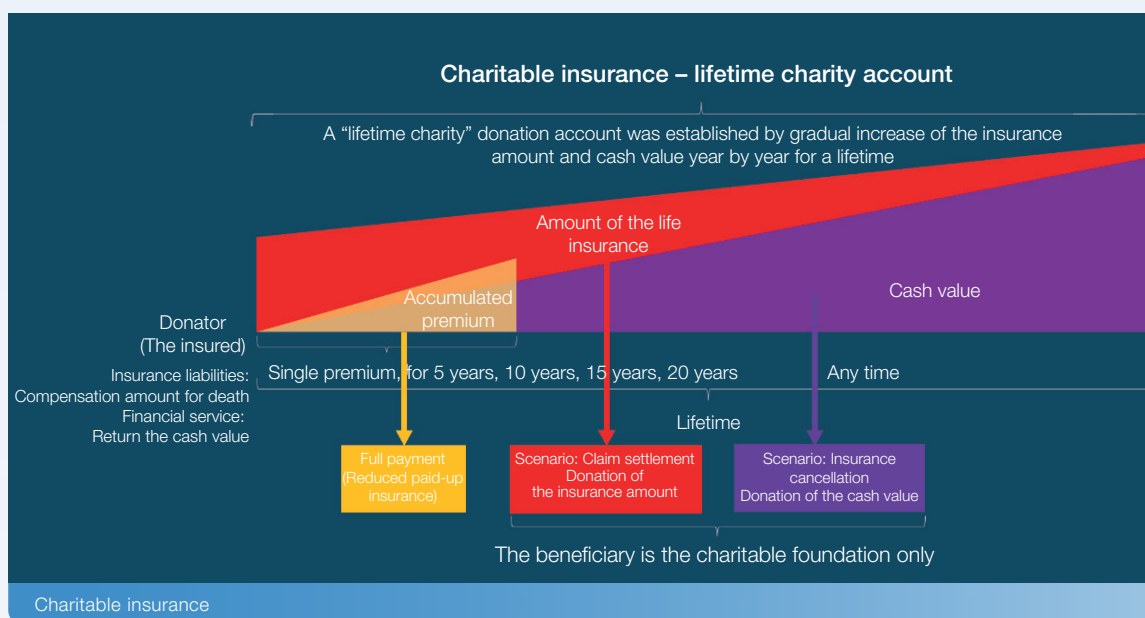 Charitable insurance – lifetime charity account
A “lifetime charity” donation account was established by gradual increase of the insurance
amount and cash value year by year for a lifetime
Amount of the life
insurance
Accumulated
premium
Cash value
Donator
(The insured)
Insurance liabilities:
Compensation amount for death
Financial service:
Return the cash value
Single premium, for 5 years, 10 years, 15 years, 20 years
Any time
Lifetime
Full payment
(Reduced paid-up
insurance)
Scenario: Claim settlement
Donation of
the insurance amount
Scenario: Insurance
cancellation
Donation of the cash value
The beneficiary is the charitable foundation only
Charitable insurance